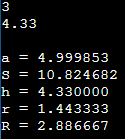 3
4.33
a = 4.999853
S = 10.824682
h = 4.330000
r = 1.443333
R = 2.886667